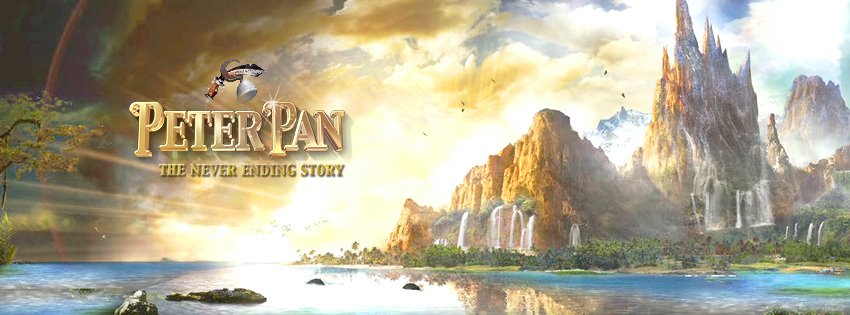 PETER PAN
THE NEVER ENDING STORY